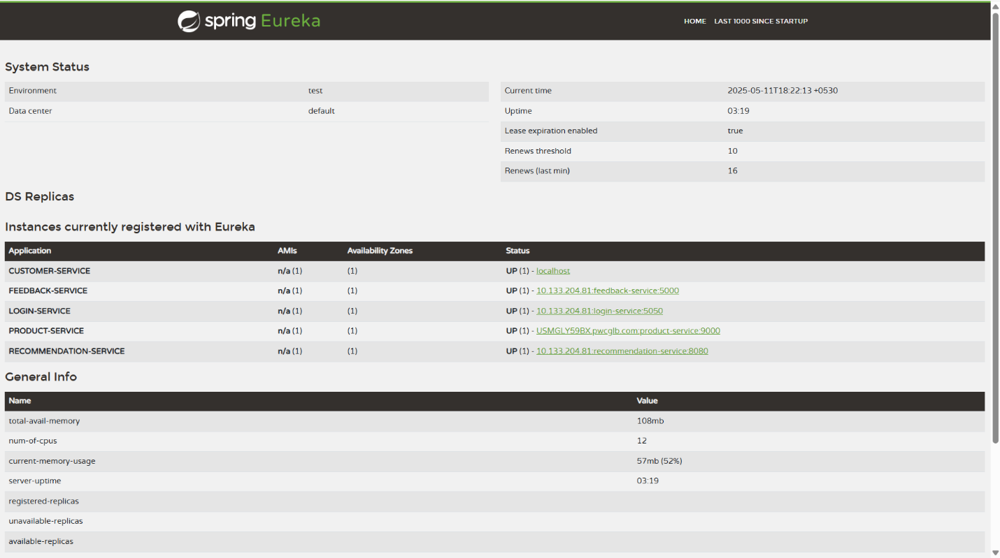 spring Eureka
HOME LAST 1000 SINCE STARTUP
System Status
Environment test
Data center default
Current time 2025-05-11T18:22:13 +0530
Uptime 03:19
Lease expiration enabled true
Renews threshold 10
Renews (last min) 16
DS Replicas
Instances currently registered with Eureka
Application AMIs Availability Zones Status
CUSTOMER-SERVICE n/a (1) (1) UP (1) - localhost
FEEDBACK-SERVICE n/a (1) (1) UP (1) - 10.133.204.81:feedback-service:5000
LOGIN-SERVICE n/a (1) (1) UP (1) - 10.133.204.81:login-service:5050
PRODUCT-SERVICE n/a (1) (1) UP (1) - USMGLY59BX.pwcglb.com:product-service:9000
RECOMMENDATION-SERVICE n/a (1) (1) UP (1) - 10.133.204.81:recommendation-service:8080
General Info
Name Value
total-avail-memory 108mb
num-of-cpus 12
current-memory-usage 57mb (52%)
server-uptime 03:19
registered-replicas
unavailable-replicas
available-replicas